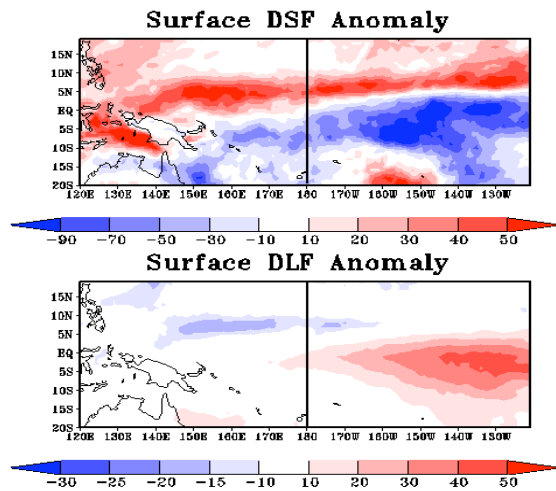 Surface DSF Anomaly
15N
10N
5N
EQ
5S
10S
15S
20S
120E 130E 140E 150E 160E 170E 180 170W 160W 150W 140W 130W
-90 -70 -50 -30 -10 10 20 30 40 50
Surface DLF Anomaly
15N
10N
5N
EQ
5S
10S
15S
20S
120E 130E 140E 150E 160E 170E 180 170W 160W 150W 140W 130W
-30 -25 -20 -15 -10 10 20 30 40 50